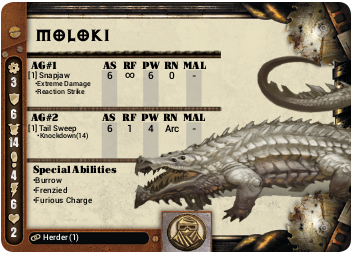 MOLOKI
AG#1 AS RF PW RN MAL
[1] Snapjaw 6 ∞ 6 0 -
•Extreme Damage
•Reaction Strike
AG#2 AS RF PW RN MAL
[1] Tail Sweep 6 1 4 Arc -
•Knockdown(14)
Special Abilities
•Burrow
•Frenzied
•Furious Charge
3
6
14
4
6
2
Herder (1)